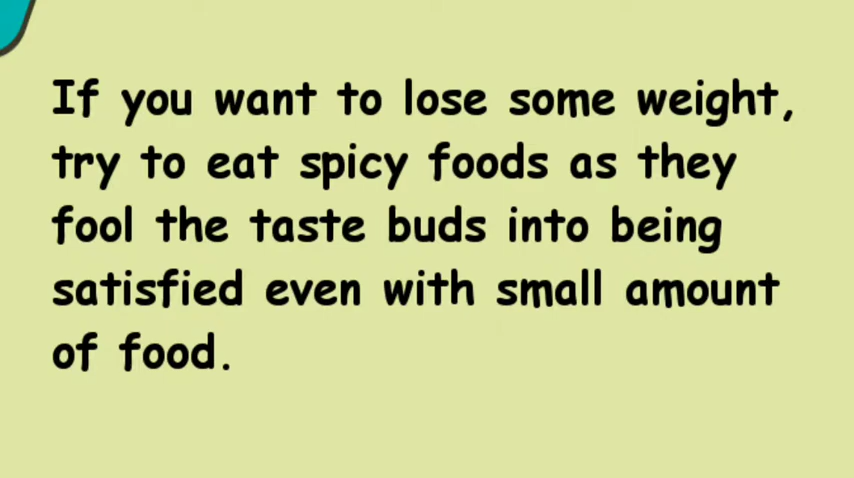 If you want to lose some weight,
try to eat spicy foods as they
fool the taste buds into being
satisfied even with small amount
of food.